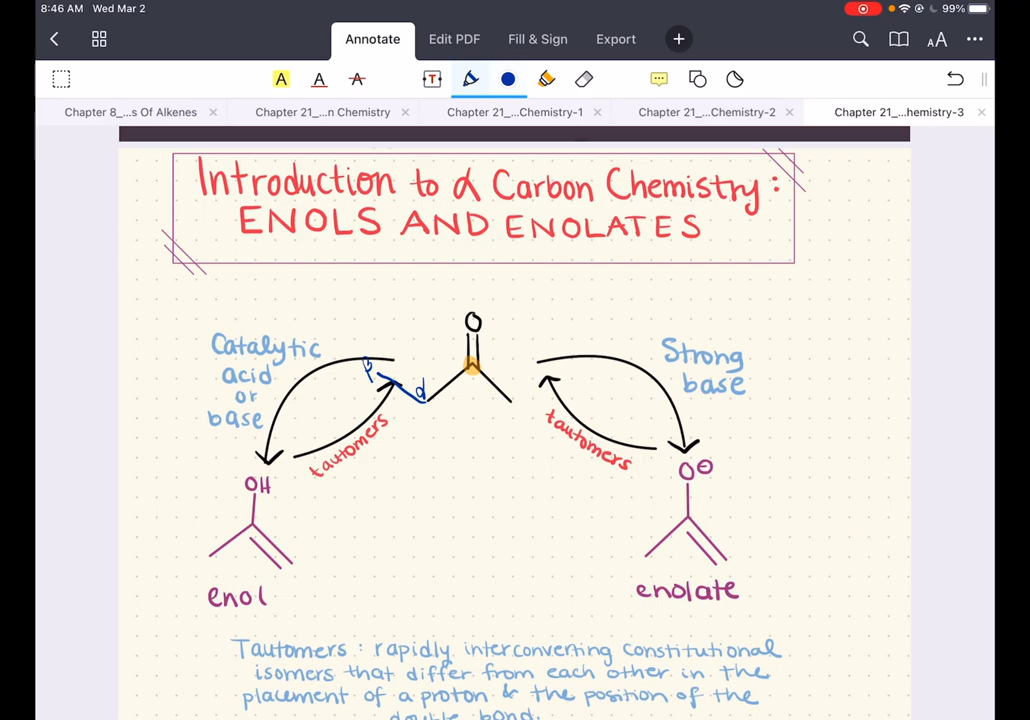 8:46 AM Wed Mar 2
99%
Annotate
Edit PDF
Fill & Sign
Export
AA
A A A T
Chapter 8_...s Of Alkenes
Chapter 21_...n Chemistry
Chapter 21_...Chemistry-1
Chapter 21_...Chemistry-2
Chapter 21_...hemistry-3
Introduction to α Carbon Chemistry:
ENOLS AND ENOLATES
O
Catalytic
acid
or
base
β
α
Strong
base
tautomers
tautomers
OH
O⊖
enol
enolate
Tautomers: rapidly interconverting constitutional
isomers that differ from each other in the
placement of a proton & the position of the
double bond.